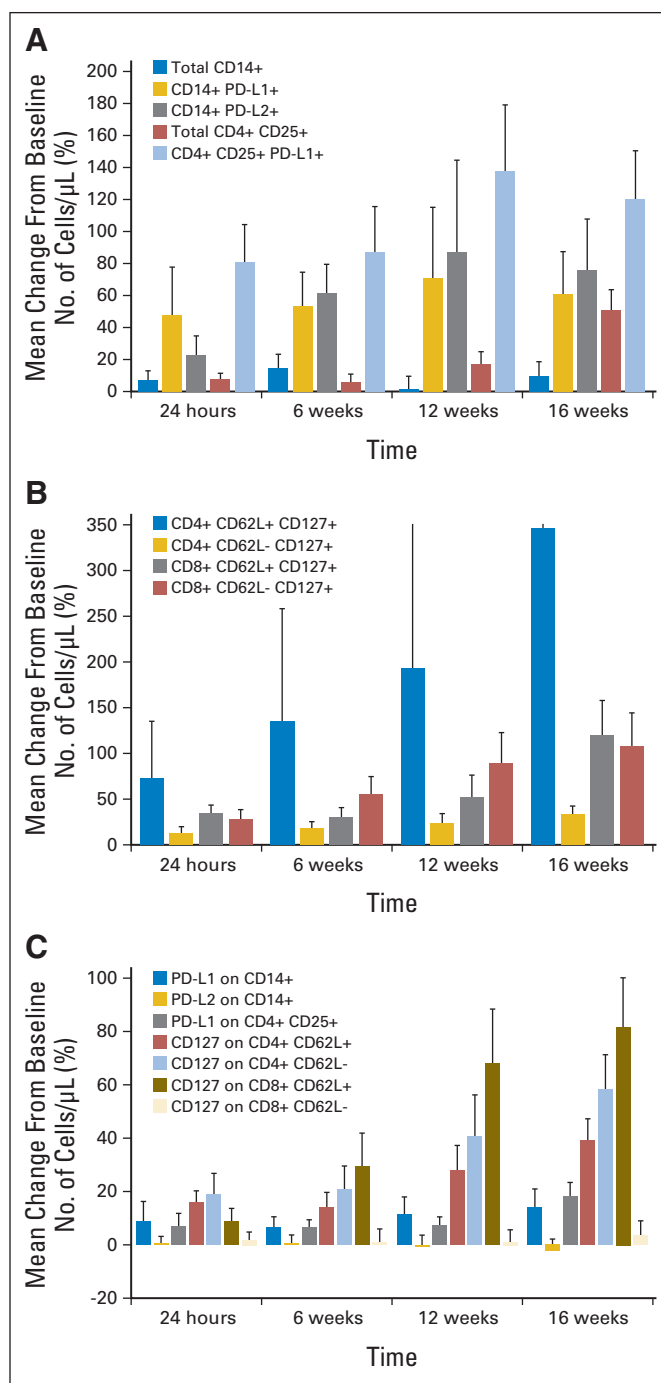 A
Mean Change From Baseline
No. of Cells/µL (%)
200
180
160
140
120
100
80
60
40
20
0
Total CD14+
CD14+ PD-L1+
CD14+ PD-L2+
Total CD4+ CD25+
CD4+ CD25+ PD-L1+
24 hours 6 weeks 12 weeks 16 weeks
Time
B
Mean Change From Baseline
No. of Cells/µL (%)
350
300
250
200
150
100
50
0
CD4+ CD62L+ CD127+
CD4+ CD62L- CD127+
CD8+ CD62L+ CD127+
CD8+ CD62L- CD127+
24 hours 6 weeks 12 weeks 16 weeks
Time
C
Mean Change From Baseline
No. of Cells/µL (%)
100
80
60
40
20
0
-20
PD-L1 on CD14+
PD-L2 on CD14+
PD-L1 on CD4+ CD25+
CD127 on CD4+ CD62L+
CD127 on CD4+ CD62L-
CD127 on CD8+ CD62L+
CD127 on CD8+ CD62L-
24 hours 6 weeks 12 weeks 16 weeks
Time